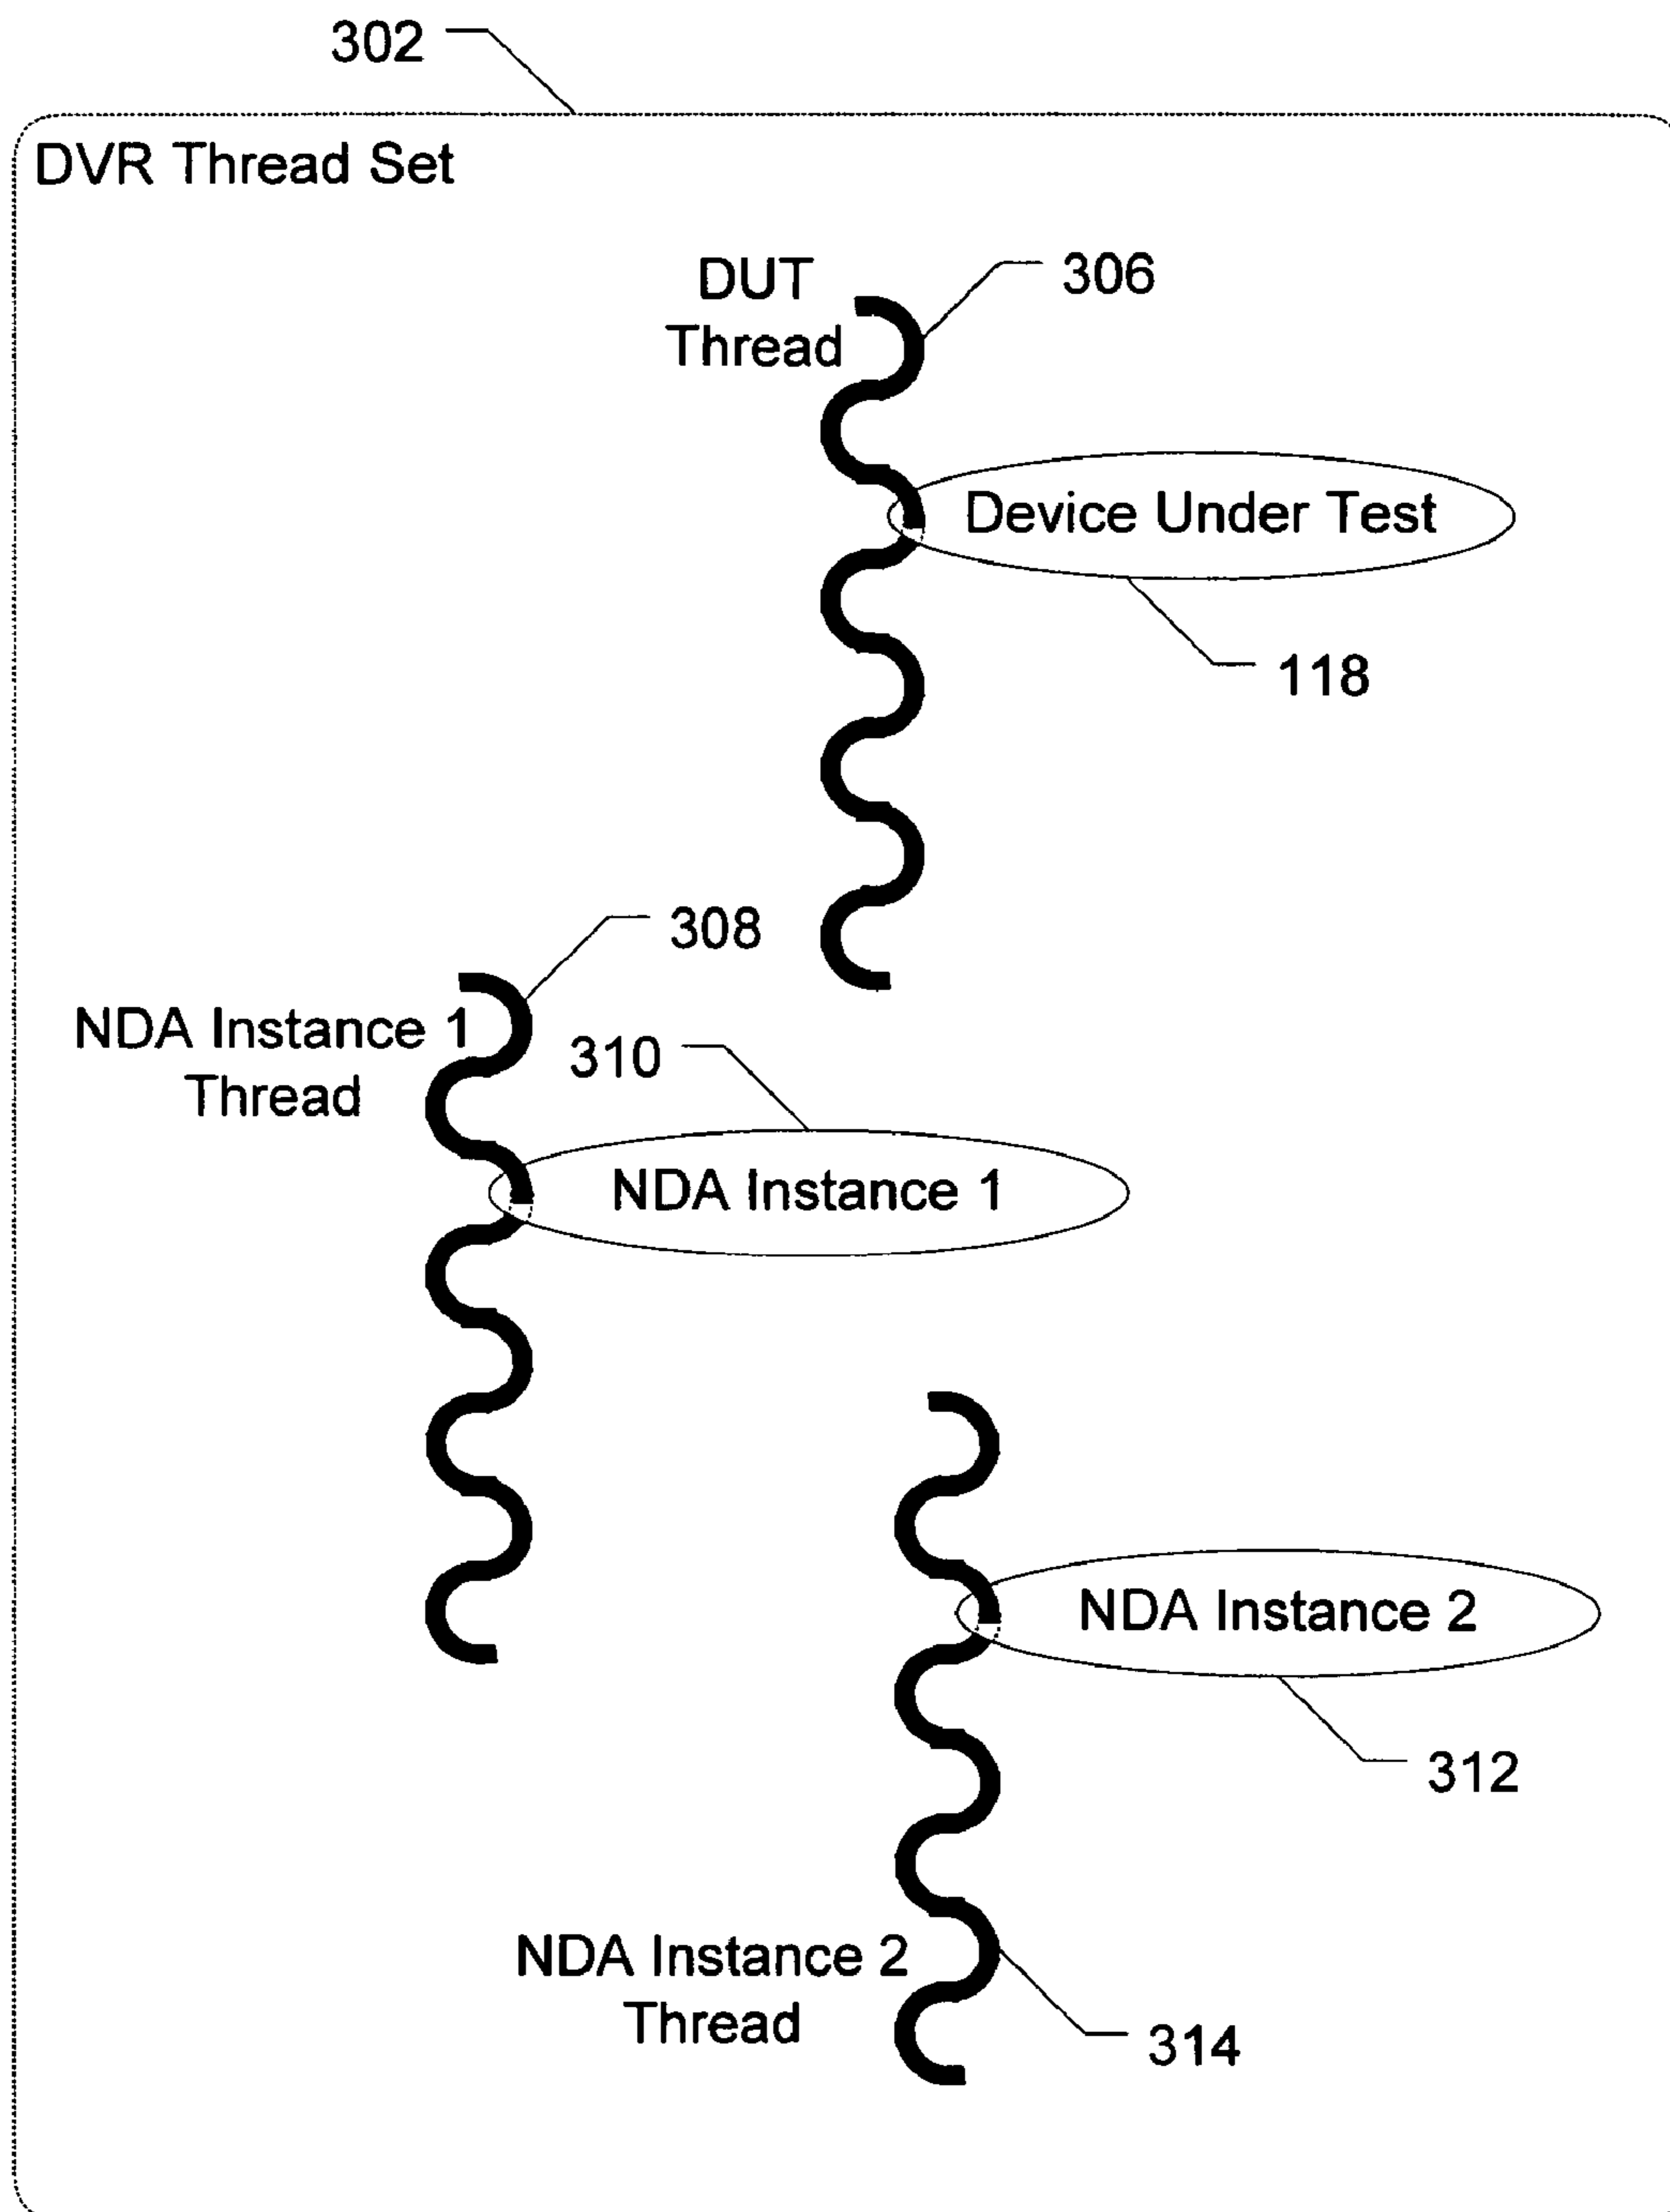 302
DVR Thread Set
DUT
Thread
306
Device Under Test
118
308
NDA Instance 1
Thread
310
NDA Instance 1
NDA Instance 2
312
NDA Instance 2
Thread
314